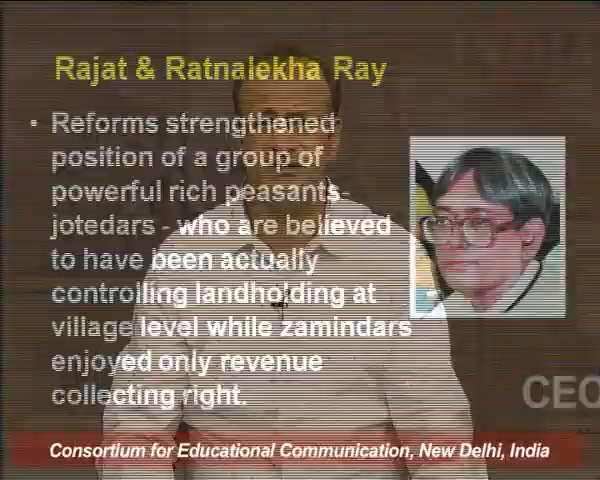 Rajat & Ratnalekha Ray
• Reforms strengthened
position of a group of
powerful rich peasants-
jotedars - who are believed
to have been actually
controlling landholding at
village level while zamindars
enjoyed only revenue
collecting right.
CEC
Consortium for Educational Communication, New Delhi, India